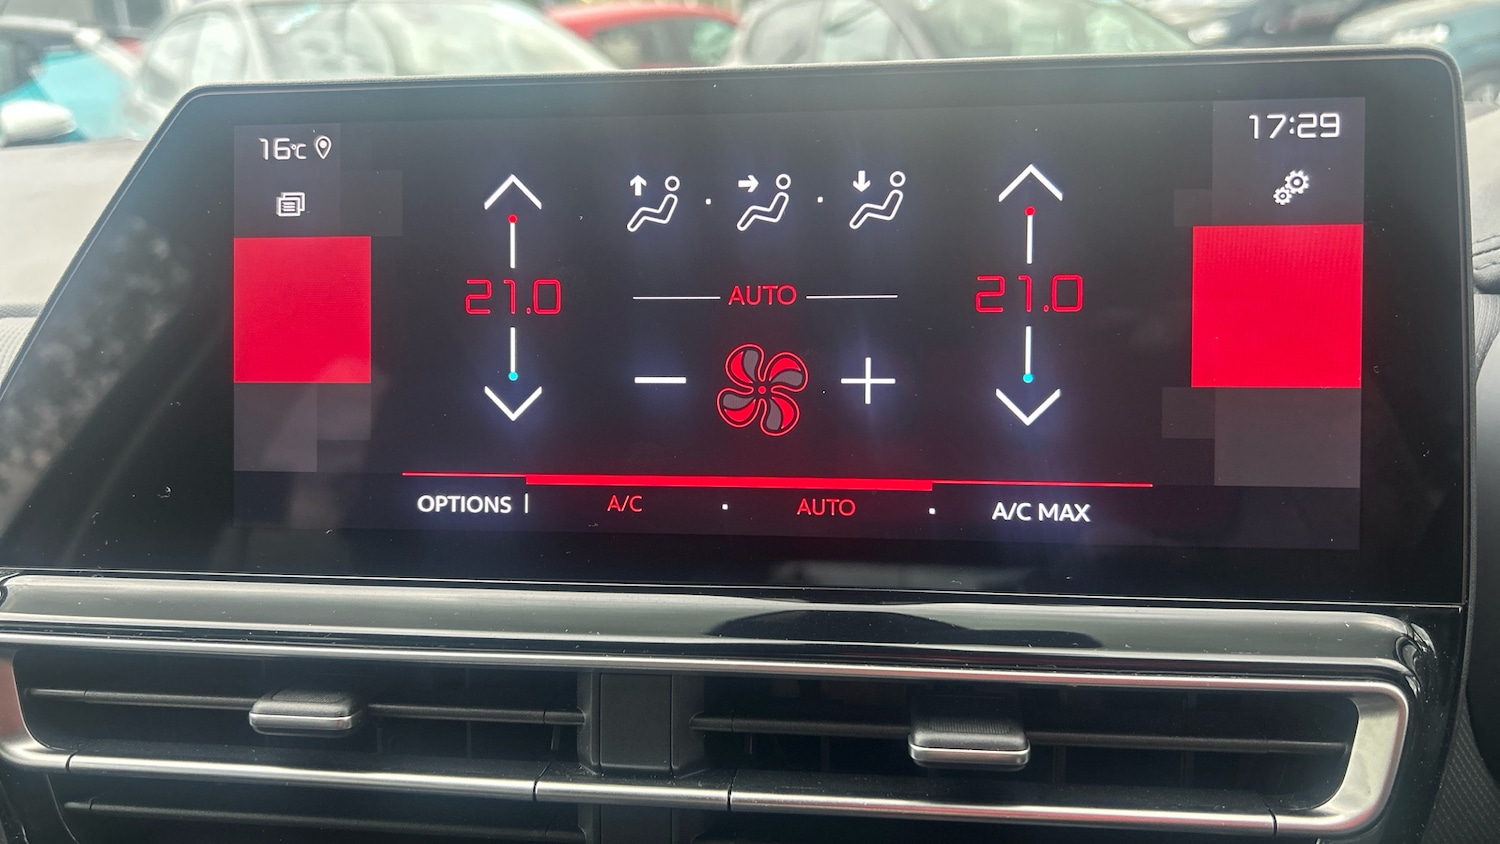 16°C
17:29
21.0
21.0
AUTO
OPTIONS
A/C
AUTO
A/C MAX